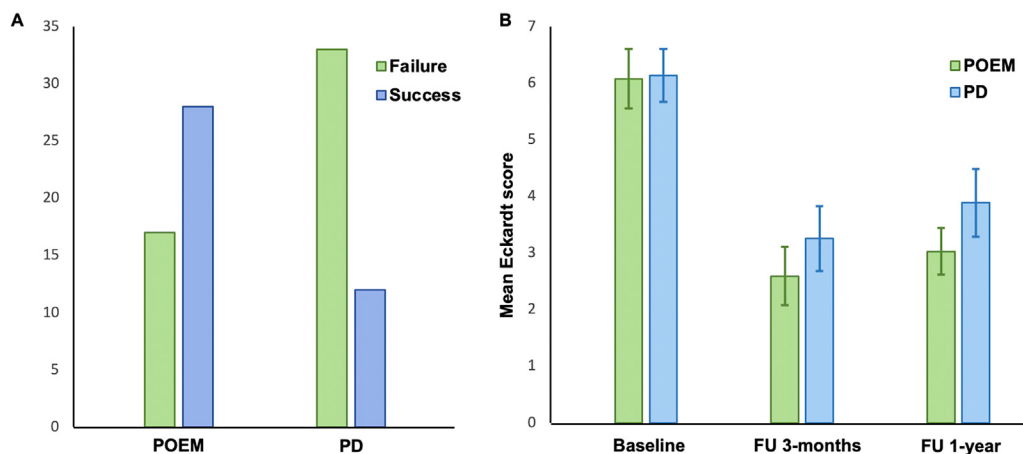 A
35
30
25
20
15
10
5
0
Failure
Success
POEM PD
B
Mean Eckardt score
7
6
5
4
3
2
1
0
POEM
PD
Baseline FU 3-months FU 1-year